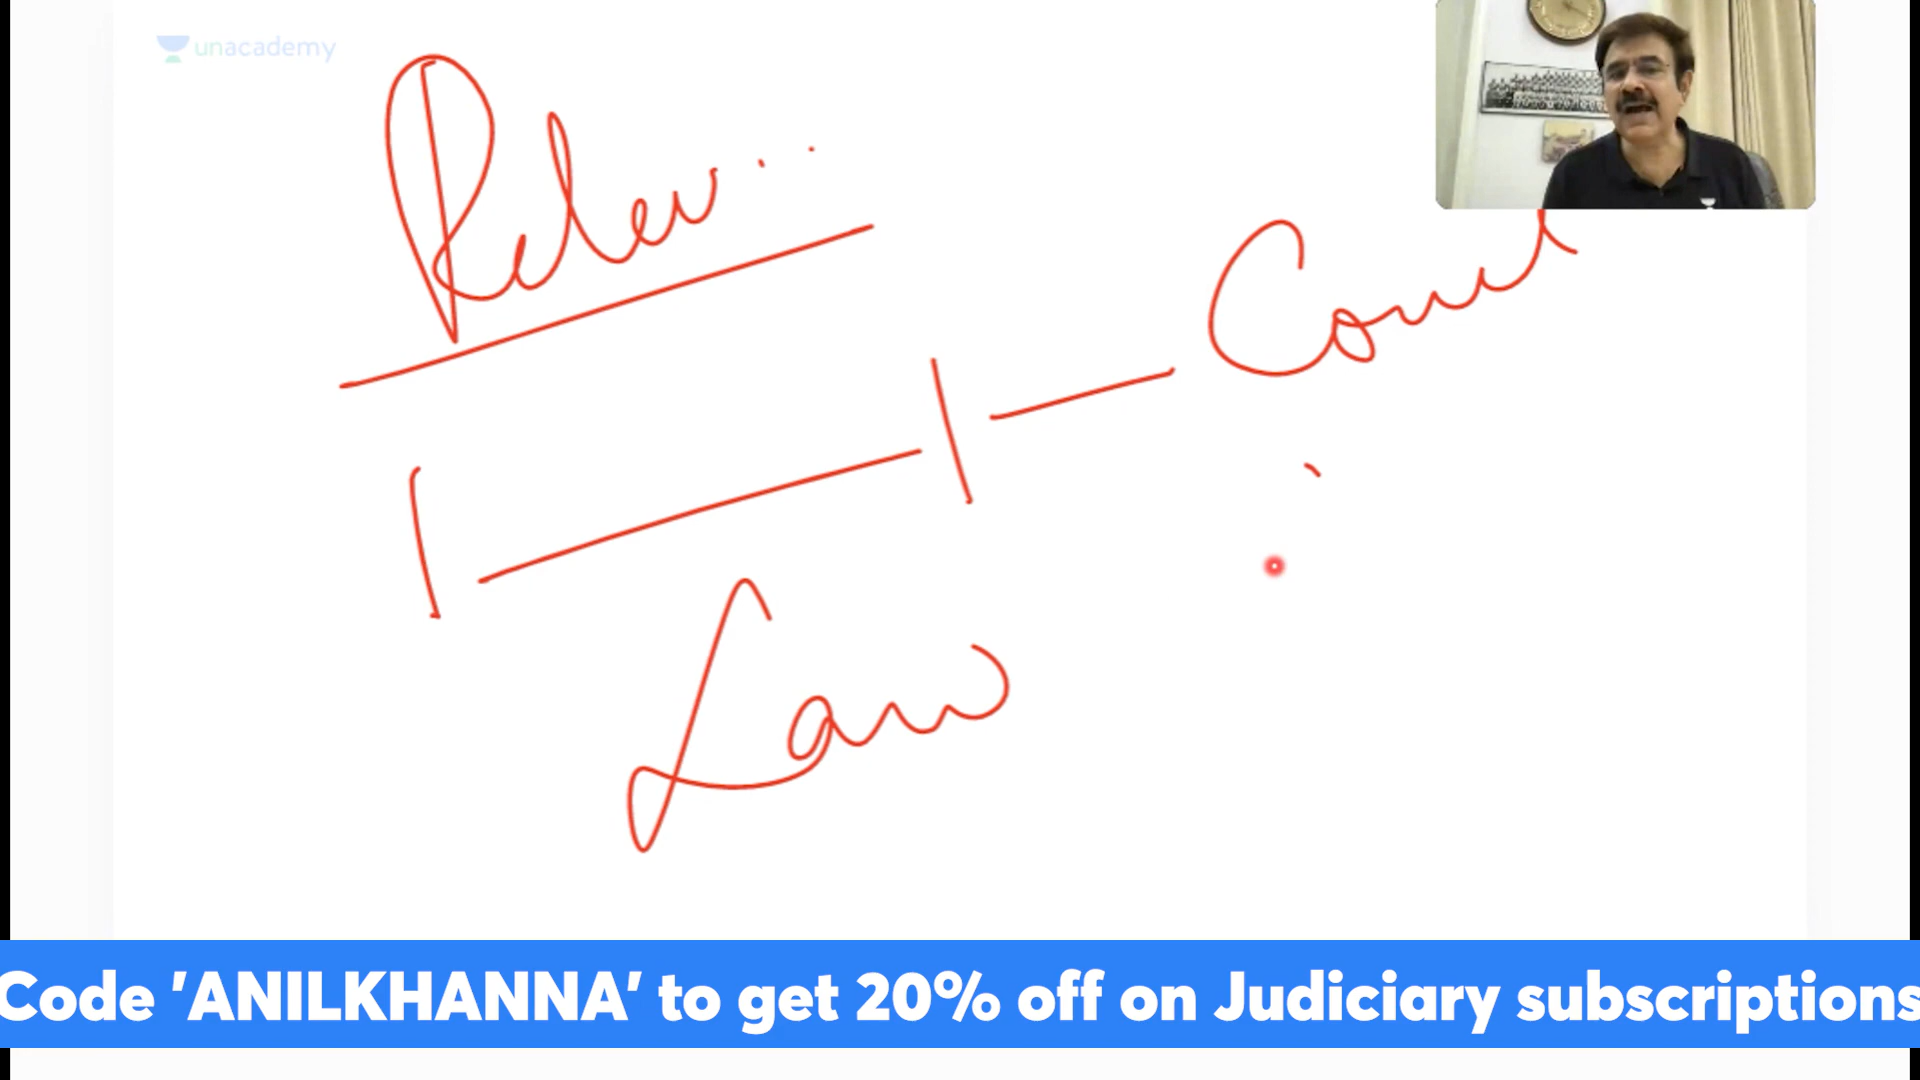 unacademy
Relev..
Court
Law
Code 'ANILKHANNA' to get 20% off on Judiciary subscriptions